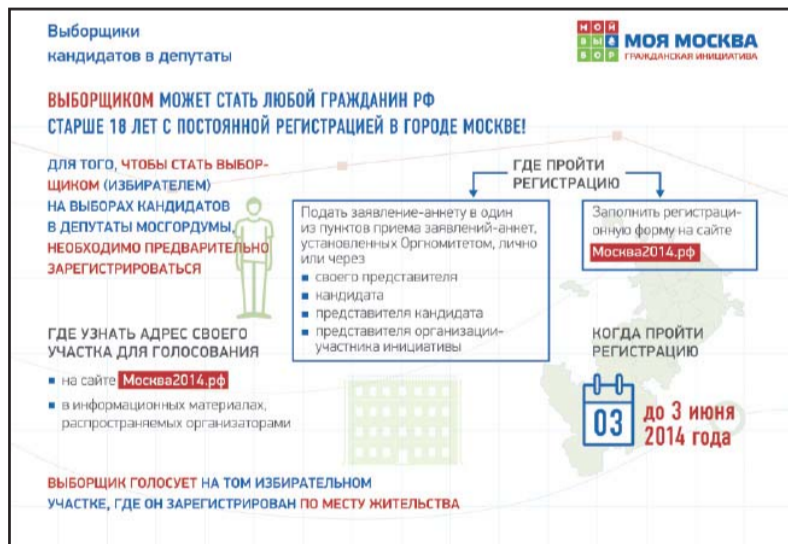 Выборщики
кандидатов в депутаты
МОЙ
ВЫ
БОР
МОЯ МОСКВА
ГРАЖДАНСКАЯ ИНИЦИАТИВА
ВЫБОРЩИКОМ МОЖЕТ СТАТЬ ЛЮБОЙ ГРАЖДАНИН РФ
СТАРШЕ 18 ЛЕТ С ПОСТОЯННОЙ РЕГИСТРАЦИЕЙ В ГОРОДЕ МОСКВЕ!
ДЛЯ ТОГО, ЧТОБЫ СТАТЬ ВЫБОР-
ЩИКОМ (ИЗБИРАТЕЛЕМ)
НА ВЫБОРАХ КАНДИДАТОВ
В ДЕПУТАТЫ МОСГОРДУМЫ,
НЕОБХОДИМО ПРЕДВАРИТЕЛЬНО
ЗАРЕГИСТРИРОВАТЬСЯ
ГДЕ ПРОЙТИ
РЕГИСТРАЦИЮ
Подать заявление-анкету в один
из пунктов приема заявлений-анкет,
установленных Оргкомитетом, лично
или через
своего представителя
кандидата
представителя кандидата
представителя организации-
участника инициативы
Заполнить регистраци-
онную форму на сайте
Москва2014.рф
ГДЕ УЗНАТЬ АДРЕС СВОЕГО
УЧАСТКА ДЛЯ ГОЛОСОВАНИЯ
на сайте Москва2014.рф
в информационных материалах,
распространяемых организаторами
КОГДА ПРОЙТИ
РЕГИСТРАЦИЮ
03
до 3 июня
2014 года
ВЫБОРЩИК ГОЛОСУЕТ НА ТОМ ИЗБИРАТЕЛЬНОМ
УЧАСТКЕ, ГДЕ ОН ЗАРЕГИСТРИРОВАН ПО МЕСТУ ЖИТЕЛЬСТВА